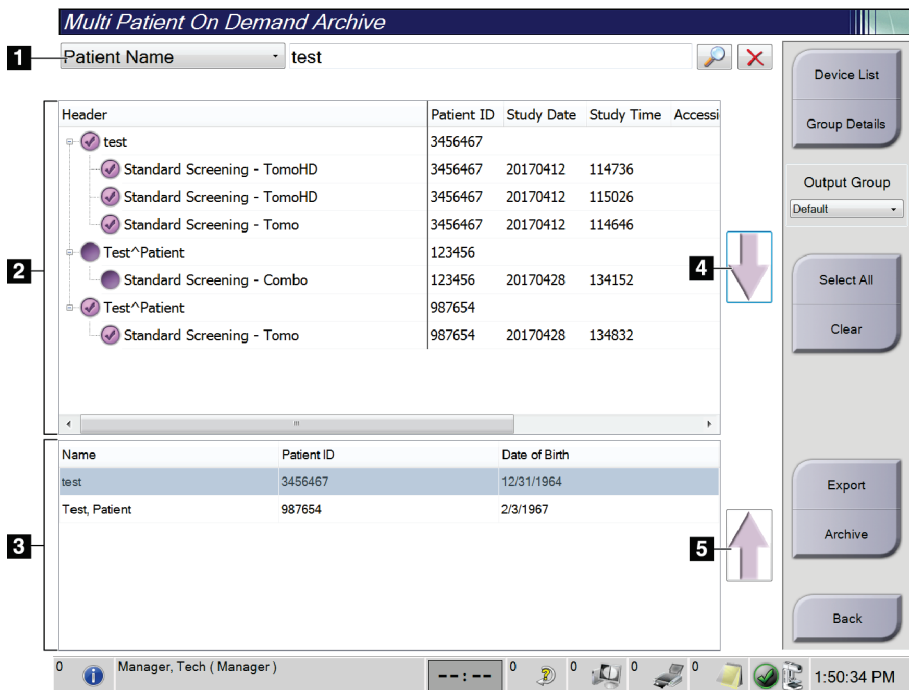 Multi Patient On Demand Archive
1 Patient Name test
Device List
Group Details
Output Group
Default
Select All
Clear
Export
Archive
Back
2
Header Patient ID Study Date Study Time Accessi
test 3456467
Standard Screening - TomoHD 3456467 20170412 114736
Standard Screening - TomoHD 3456467 20170412 115026
Standard Screening - Tomo 3456467 20170412 114646
Test^Patient 123456
Standard Screening - Combo 123456 20170428 134152
Test^Patient 987654
Standard Screening - Tomo 987654 20170428 134832
4
3
Name Patient ID Date of Birth
test 3456467 12/31/1964
Test, Patient 987654 2/3/1967
5
0 Manager, Tech ( Manager ) --:-- 0 0 0 0 1:50:34 PM